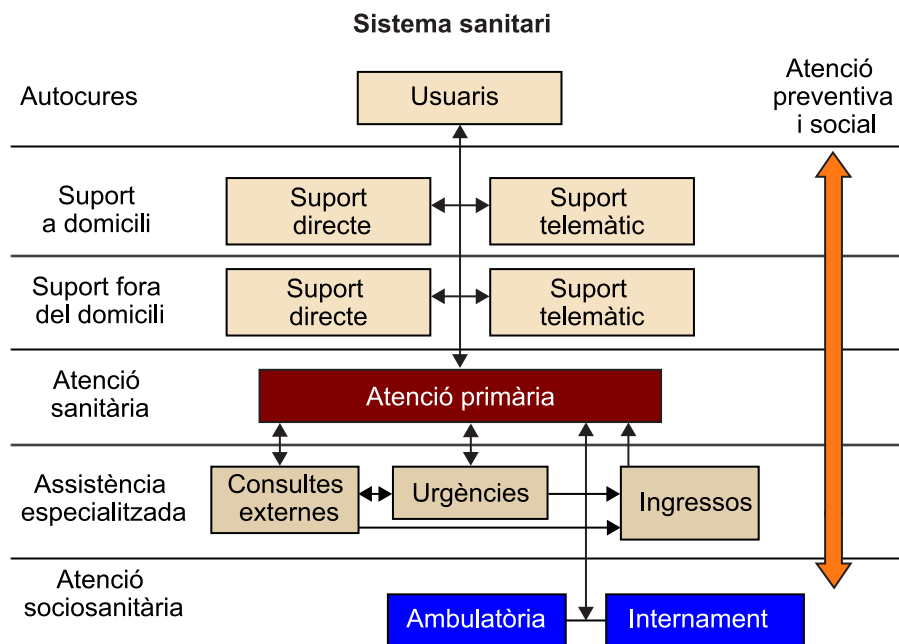 Sistema sanitari
Autocures
Usuaris
Atenció
preventiva
i social
Suport
a domicili
Suport
directe
Suport
telemàtic
Suport fora
del domicili
Suport
directe
Suport
telemàtic
Atenció
sanitària
Atenció primària
Assistència
especialitzada
Consultes
externes
Urgències
Ingressos
Atenció
sociosanitària
Ambulatòria
Internament